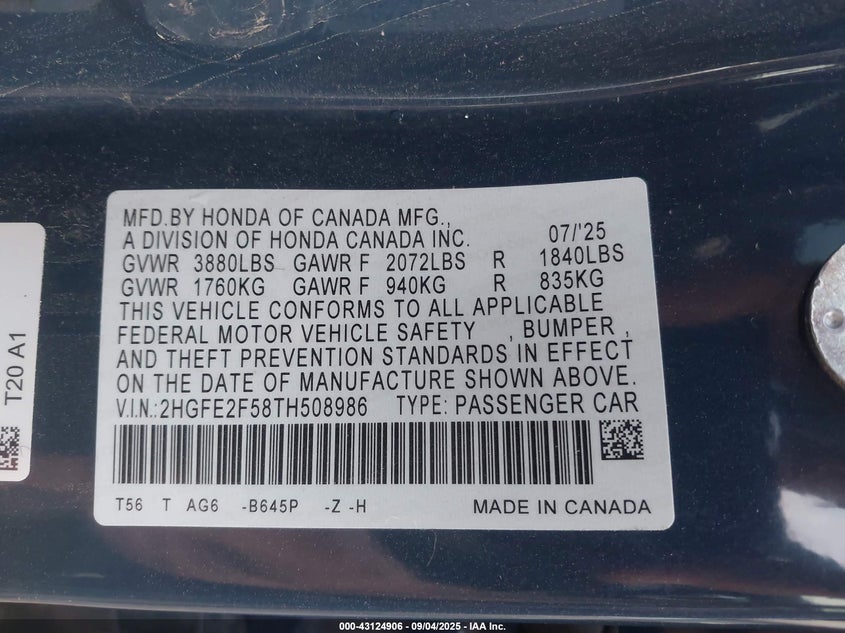 MFD.BY HONDA OF CANADA MFG.,
A DIVISION OF HONDA CANADA INC. 07/'25
GVWR 3880LBS GAWR F 2072LBS R 1840LBS
GVWR 1760KG GAWR F 940KG R 835KG
THIS VEHICLE CONFORMS TO ALL APPLICABLE
FEDERAL MOTOR VEHICLE SAFETY , BUMPER ,
AND THEFT PREVENTION STANDARDS IN EFFECT
ON THE DATE OF MANUFACTURE SHOWN ABOVE.
V.I.N.:2HGFE2F58TH508986 TYPE: PASSENGER CAR
T56 T AG6 -B645P -Z -H MADE IN CANADA
T20 A1
000-43124906 - 09/04/2025 - IAA Inc.